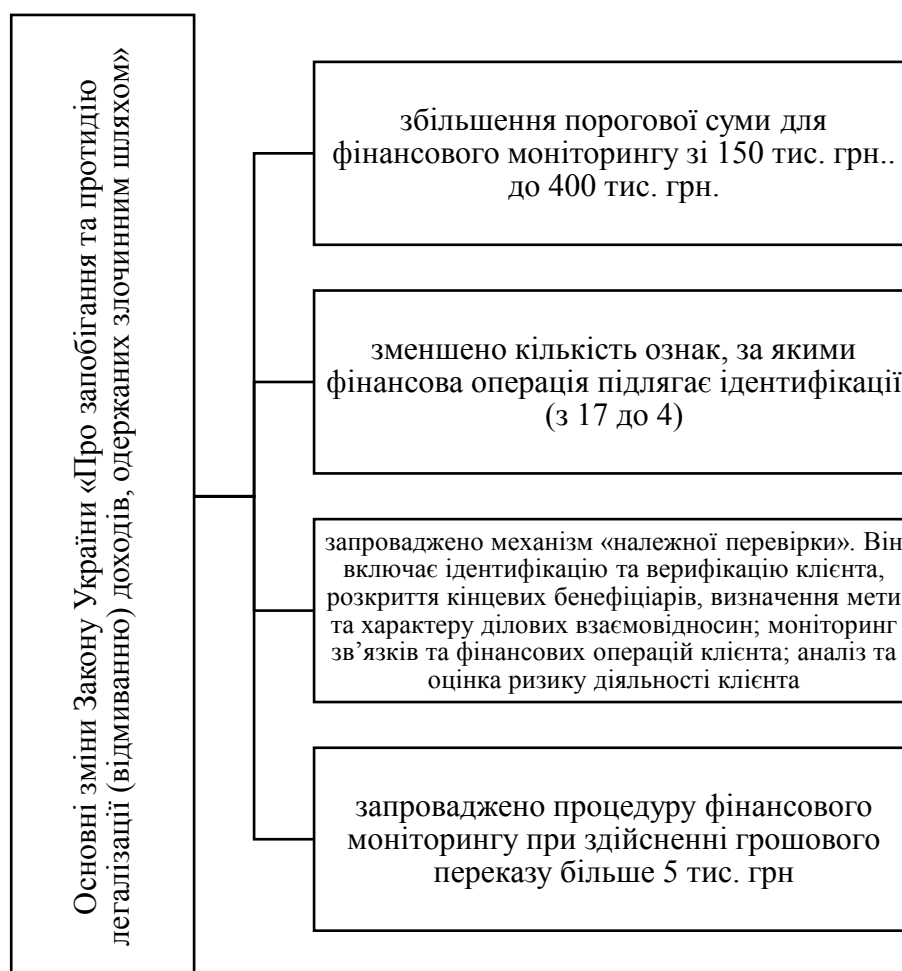 Основні зміни Закону України «Про запобігання та протидію
легалізації (відмиванню) доходів, одержаних злочинним шляхом»
збільшення порогової суми для
фінансового моніторингу зі 150 тис. грн..
до 400 тис. грн.
зменшено кількість ознак, за якими
фінансова операція підлягає ідентифікації
(з 17 до 4)
запроваджено механізм «належної перевірки». Він
включає ідентифікацію та верифікацію клієнта,
розкриття кінцевих бенефіціарів, визначення мети
та характеру ділових взаємовідносин; моніторинг
зв’язків та фінансових операцій клієнта; аналіз та
оцінка ризику діяльності клієнта
запроваджено процедуру фінансового
моніторингу при здійсненні грошового
переказу більше 5 тис. грн